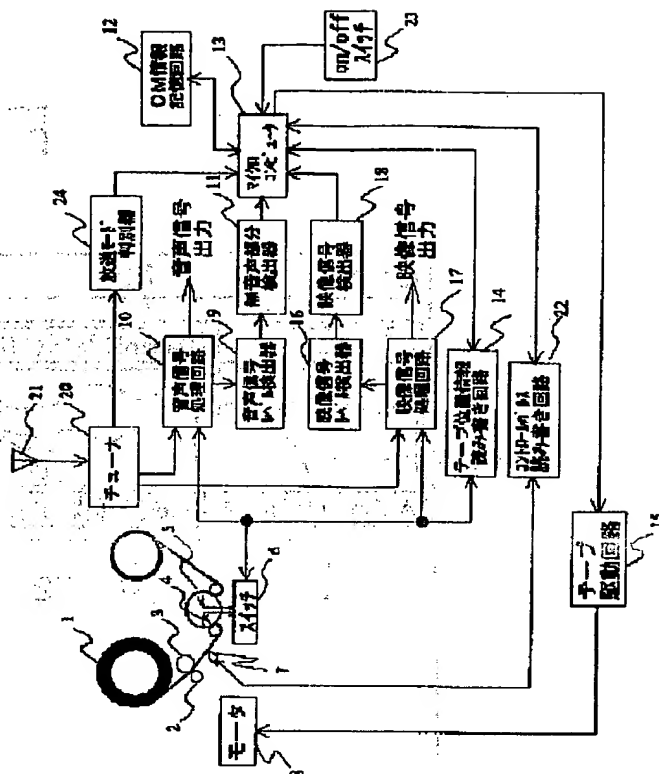 21
20
チューナ
24
放送モード
判別器
12
CM情報
記憶回路
13
マイクロ
コンピュータ
on/off
スイッチ
23
10
音声信号
処理回路
音声信号
出力
19
音声信号
レベル検出器
11
無音声部分
検出器
16
映像信号
レベル検出器
18
映像信号
検出器
映像信号
処理回路
17
映像信号
出力
テープ位置情報
読み書き回路
14
コントロールパルス
読み書き回路
22
1
2
3
4
5
6
スイッチ
7
モータ
8
テープ
駆動回路
15